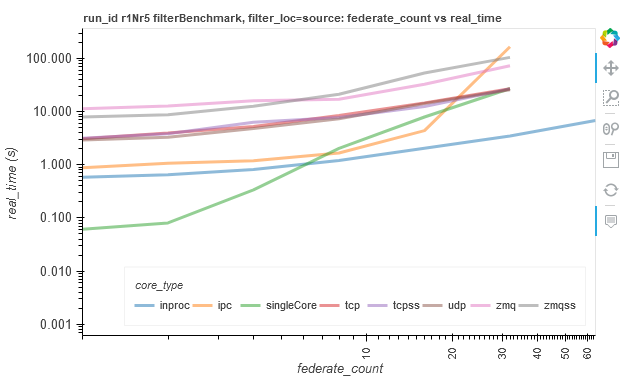 run_id r1Nr5 filterBenchmark, filter_loc=source: federate_count vs real_time
100.000
10.000
1.000
0.100
0.010
0.001
real_time (s)
core_type
inproc ipc singleCore tcp tcpss udp zmq zmqss
10 20 30 40 50 60
federate_count